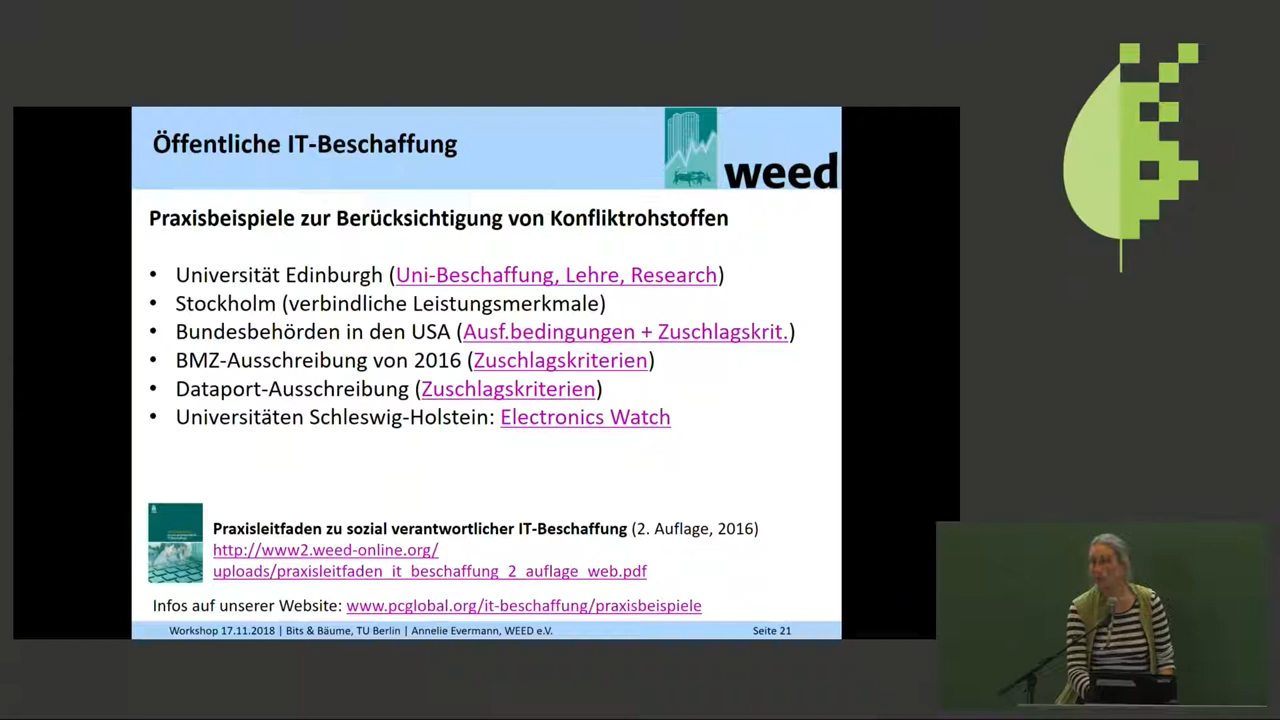 Öffentliche IT-Beschaffung
weed
Praxisbeispiele zur Berücksichtigung von Konfliktrohstoffen
• Universität Edinburgh (Uni-Beschaffung, Lehre, Research)
• Stockholm (verbindliche Leistungsmerkmale)
• Bundesbehörden in den USA (Ausf.bedingungen + Zuschlagskrit.)
• BMZ-Ausschreibung von 2016 (Zuschlagskriterien)
• Dataport-Ausschreibung (Zuschlagskriterien)
• Universitäten Schleswig-Holstein: Electronics Watch
Praxisleitfaden zu sozial verantwortlicher IT-Beschaffung (2. Auflage, 2016)
http://www2.weed-online.org/
uploads/praxisleitfaden_it_beschaffung_2_auflage_web.pdf
Infos auf unserer Website: www.pcglobal.org/it-beschaffung/praxisbeispiele
Workshop 17.11.2018 | Bits & Bäume, TU Berlin | Annelie Evermann, WEED e.V.
Seite 21